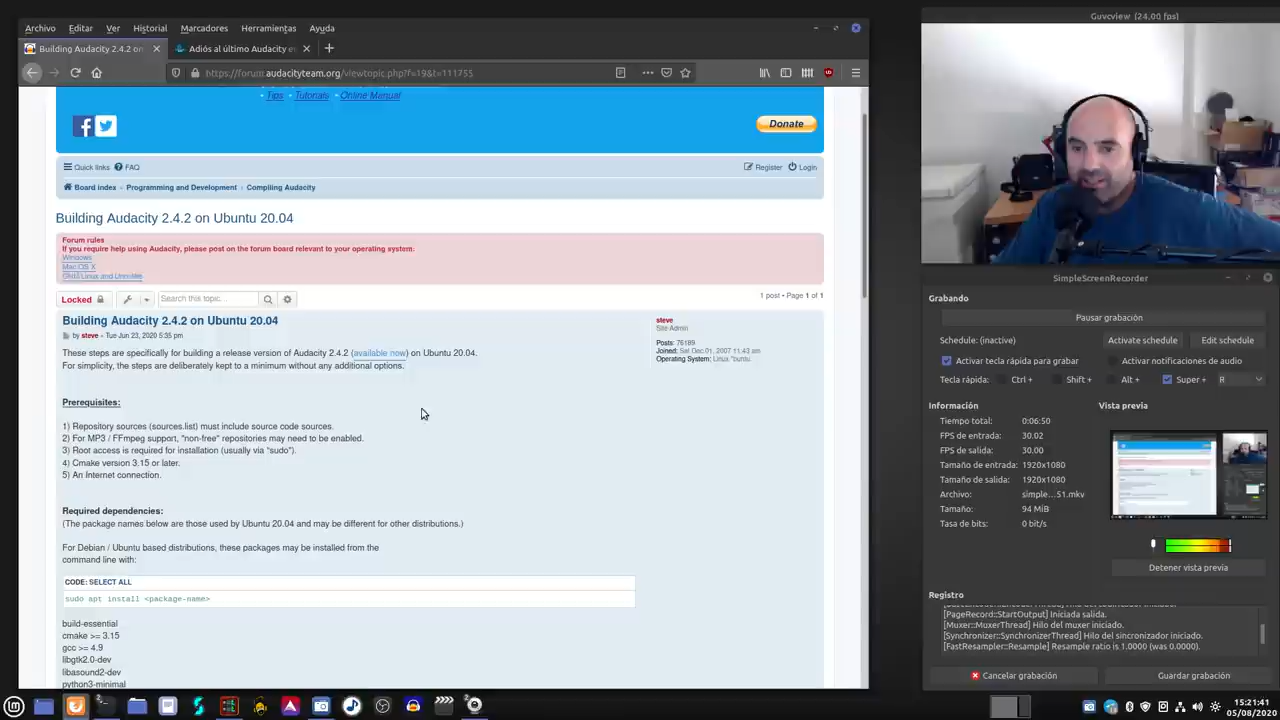 Archivo Editar Ver Historial Marcadores Herramientas Ayuda
Building Audacity 2.4.2 on
Adiós al último Audacity en
https://forum.audacityteam.org/viewtopic.php?f=19&t=111755
Tips
Tutorials
Online Manual
Donate
Quick links
FAQ
Register
Login
Board index
Programming and Development
Compiling Audacity
Building Audacity 2.4.2 on Ubuntu 20.04
Forum rules
If you require help using Audacity, please post on the forum board relevant to your operating system:
Windows
Mac OS X
GNU/Linux and Unix-like
Locked
Search this topic…
1 post • Page 1 of 1
Building Audacity 2.4.2 on Ubuntu 20.04
by steve » Tue Jun 23, 2020 5:35 pm
These steps are specifically for building a release version of Audacity 2.4.2 (available now) on Ubuntu 20.04.
For simplicity, the steps are deliberately kept to a minimum without any additional options.
steve
Site Admin
Posts: 76189
Joined: Sat Dec 01, 2007 11:43 am
Operating System: Linux *buntu
Prerequisites:
1) Repository sources (sources.list) must include source code sources.
2) For MP3 / FFmpeg support, "non-free" repositories may need to be enabled.
3) Root access is required for installation (usually via "sudo").
4) Cmake version 3.15 or later.
5) An Internet connection.
Required dependencies:
(The package names below are those used by Ubuntu 20.04 and may be different for other distributions.)
For Debian / Ubuntu based distributions, these packages may be installed from the
command line with:
CODE: SELECT ALL
sudo apt install <package-name>
build-essential
cmake >= 3.15
gcc >= 4.9
libgtk2.0-dev
libasound2-dev
python3-minimal
Guvcview (24,00 fps)
SimpleScreenRecorder
Grabando
Pausar grabación
Schedule: (inactive)
Activate schedule
Edit schedule
Activar tecla rápida para grabar
Activar notificaciones de audio
Tecla rápida:
Ctrl +
Shift +
Alt +
Super +
R
Información
Tiempo total: 0:06:50
FPS de entrada: 30.02
FPS de salida: 30.00
Tamaño de entrada: 1920x1080
Tamaño de salida: 1920x1080
Archivo: simple…51.mkv
Tamaño: 94 MiB
Tasa de bits: 0 bit/s
Vista previa
Detener vista previa
Registro
[PageRecord::StartOutput] Iniciada salida.
[Muxer::MuxerThread] Hilo del muxer iniciado.
[Synchronizer::SynchronizerThread] Hilo del sincronizador iniciado.
[FastResampler::Resample] Resample ratio is 1.0000 (was 0.0000).
Cancelar grabación
Guardar grabación
15:21:41
05/08/2020